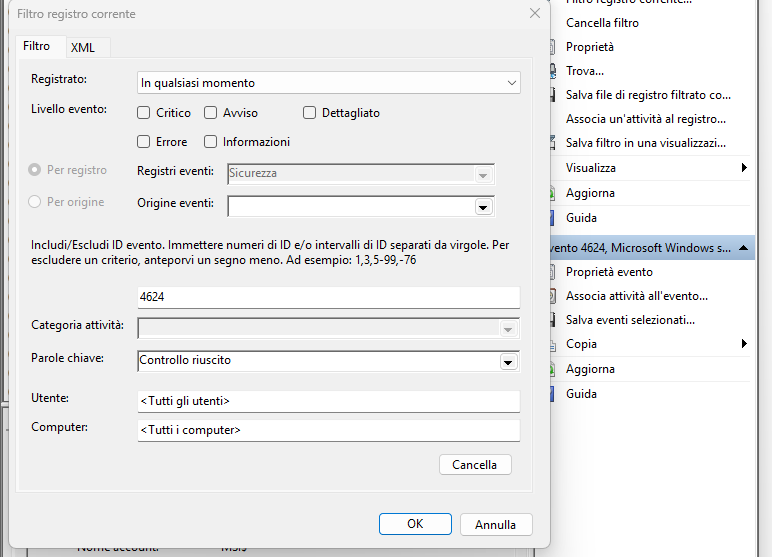 Filtro registro corrente
Filtro
XML
Registrato:
In qualsiasi momento
Livello evento:
Critico
Avviso
Dettagliato
Errore
Informazioni
Per registro
Registri eventi:
Sicurezza
Per origine
Origine eventi:
Includi/Escludi ID evento. Immettere numeri di ID e/o intervalli di ID separati da virgole. Per
escludere un criterio, anteporvi un segno meno. Ad esempio: 1,3,5-99,-76
4624
Categoria attività:
Parole chiave:
Controllo riuscito
Utente:
<Tutti gli utenti>
Computer:
<Tutti i computer>
Cancella
OK
Annulla
Filtro registro corrente...
Cancella filtro
Proprietà
Trova...
Salva file di registro filtrato co...
Associa un'attività al registro...
Salva filtro in una visualizzazi...
Visualizza
Aggiorna
Guida
vento 4624, Microsoft Windows s...
Proprietà evento
Associa attività all'evento...
Salva eventi selezionati...
Copia
Aggiorna
Guida
Nome account: